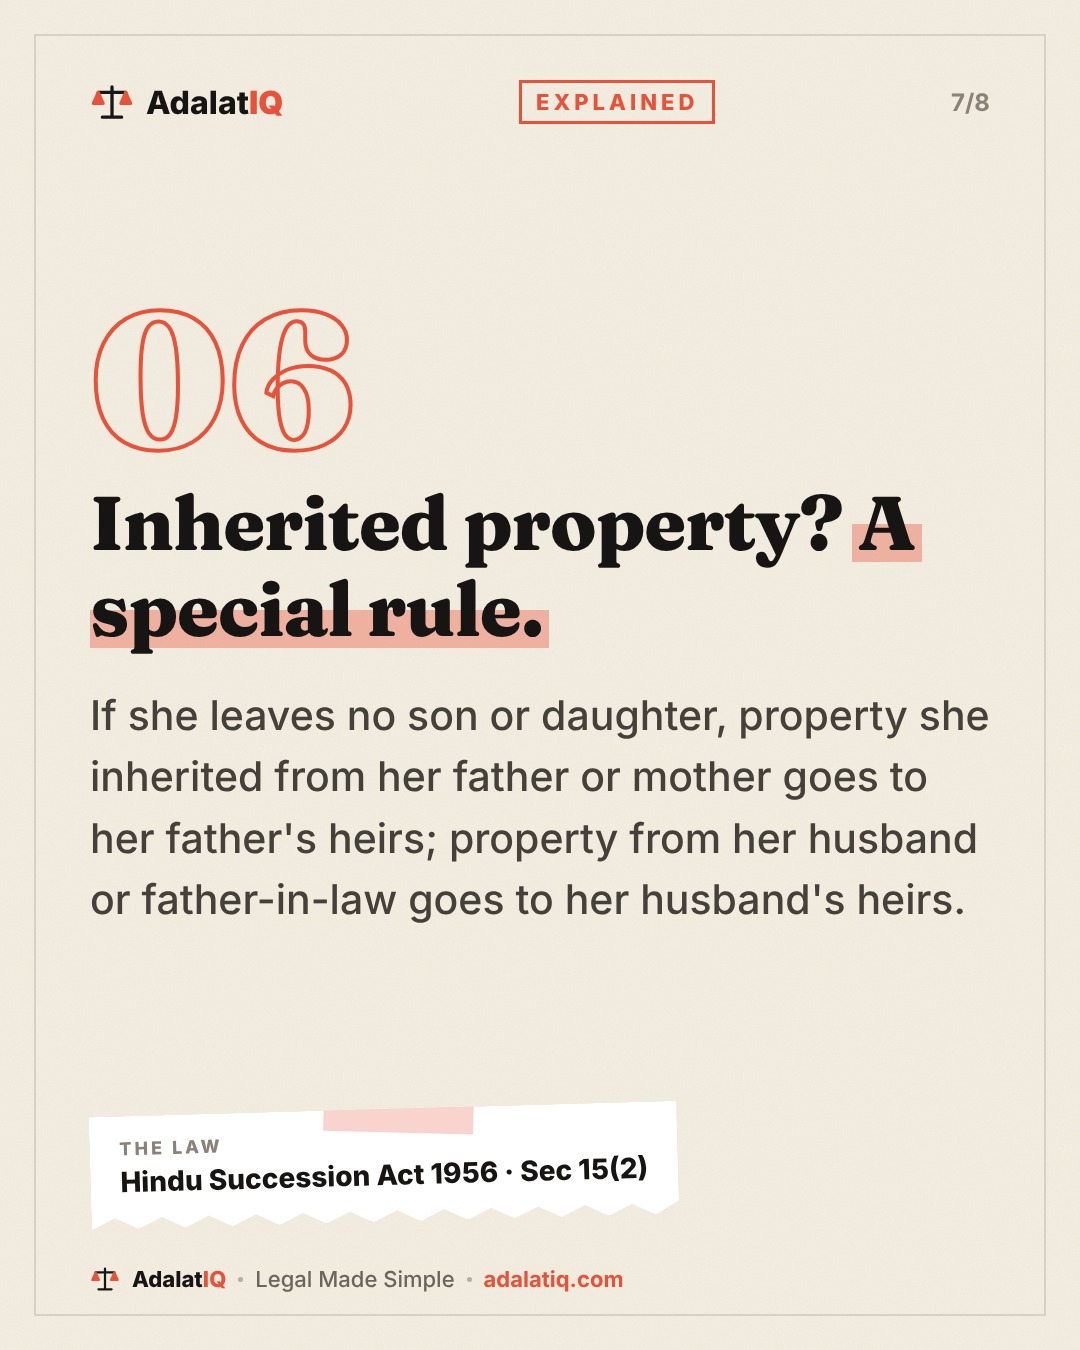 AdalatIQ
EXPLAINED
7/8
06
Inherited property? A
special rule.
If she leaves no son or daughter, property she
inherited from her father or mother goes to
her father's heirs; property from her husband
or father-in-law goes to her husband's heirs.
THE LAW
Hindu Succession Act 1956 · Sec 15(2)
AdalatIQ • Legal Made Simple • adalatiq.com